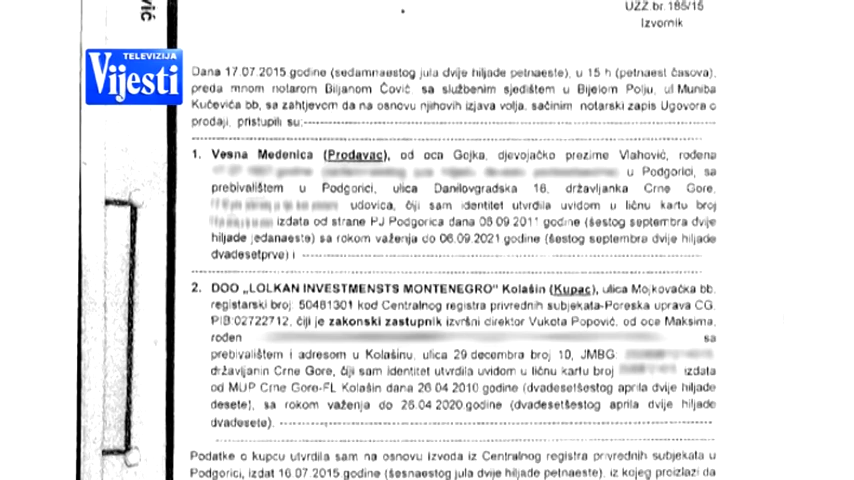 UZZ br. 185/15
Izvornik
vić
TELEVIZIJA
Vijesti
Dana 17.07.2015 godine (sedamnaestog jula dvije hiljade petnaeste), u 15 h (petnaest časova),
preda mnom notarom Biljanom Čović sa službenim sjedištem u Bijelom Polju, ul Muniba
Kučevića bb, sa zahtjevom da na osnovu njihovih izjava volja, sačinim notarski zapis Ugovora o
prodaji, pristupili su:
1. Vesna Medenica (Prodavac), od oca Gojka, djevojačko prezime Vlahović, rođena
u Podgorici, sa
prebivalištem u Podgorici, ulica Danilovgradska 16, državljanka Crne Gore,
udovica, čiji sam identitet utvrdila uvidom u ličnu kartu broj
izdata od strane PJ Podgorica dana 06.09.2011 godine (šestog septembra dvije
hiljade jedanaeste) sa rokom važenja do 06.09.2021 godine (šestog septembra dvije hiljade
dvadesetprve) i
2. DOO „LOLKAN INVESTMENSTS MONTENEGRO" Kolašin (Kupac), ulica Mojkovačka bb,
registarski broj: 50461301 kod Centralnog registra privrednih subjekata-Poreska uprava CG,
PIB:02722712, čiji je zakonski zastupnik izvršni direktor Vukota Popović, od oca Maksima,
rođen sa
prebivalištem i adresom u Kolašinu, ulica 29 decembra broj 10, JMBG:
državljanin Crne Gore, čiji sam identitet utvrdila uvidom u ličnu kartu broj izdata
od MUP Crne Gore-FL Kolašin dana 26.04.2010 godine (dvadesetšestog aprila dvije hiljade
desete), sa rokom važenja do 26.04.2020.godine (dvadesetšestog aprila dvije hiljade
dvadesete).
Podatke o kupcu utvrdila sam na osnovu Izvoda iz Centralnog registra privrednih subjekata u
Podgorici, izdat 16.07.2015 godine (šesnaestog jula dvije hiljade petnaeste), iz kojeg proizlazi da